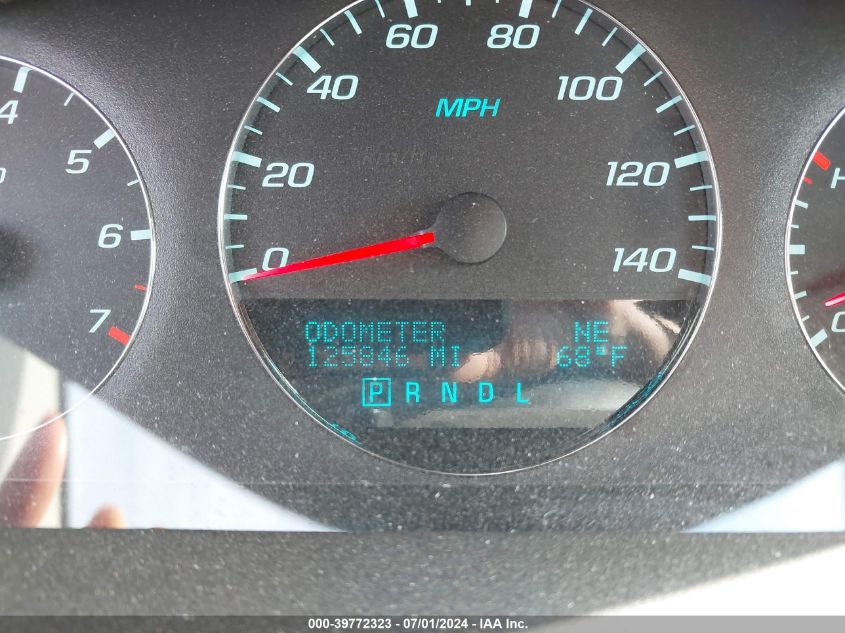 60 80
40 100
MPH
20 120
0 140
4
5
6
7
H
C
ODOMETER NE
125846 MI 68°F
P R N D L
000-39772323 - 07/01/2024 - IAA Inc.